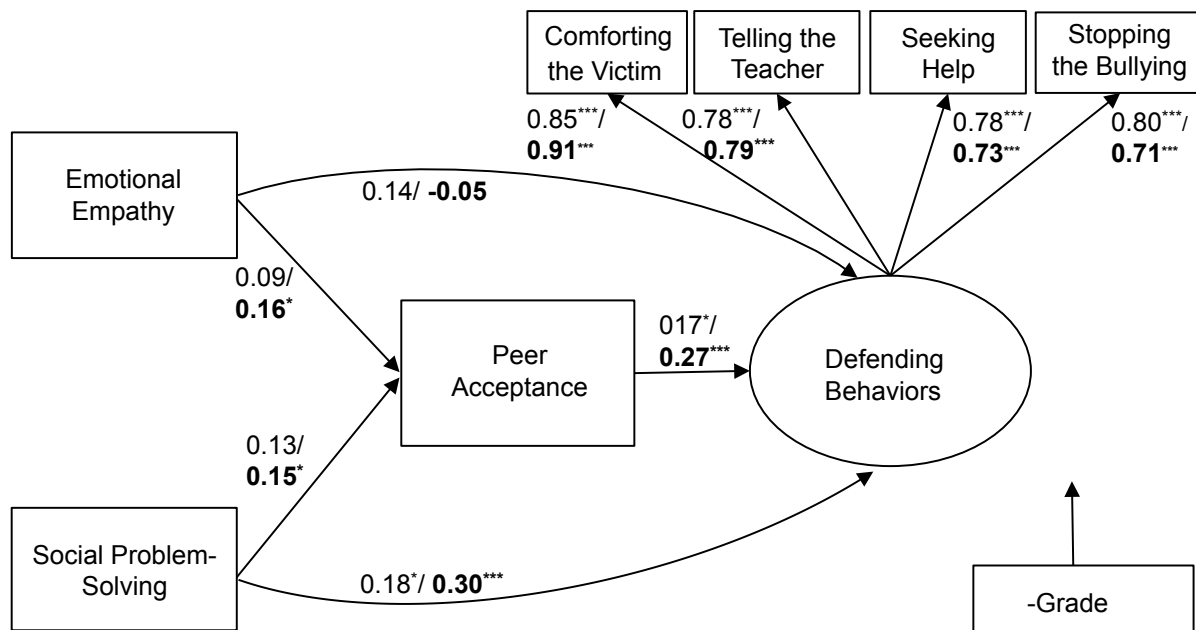 Comforting
the Victim
Telling the
Teacher
Seeking
Help
Stopping
the Bullying
0.85***/
0.91***
0.78***/
0.79***
0.78***/
0.73***
0.80***/
0.71***
Emotional
Empathy
0.14/ -0.05
0.09/
0.16*
Peer
Acceptance
017*/
0.27***
Defending
Behaviors
0.13/
0.15*
Social Problem-
Solving
0.18*/ 0.30***
-Grade